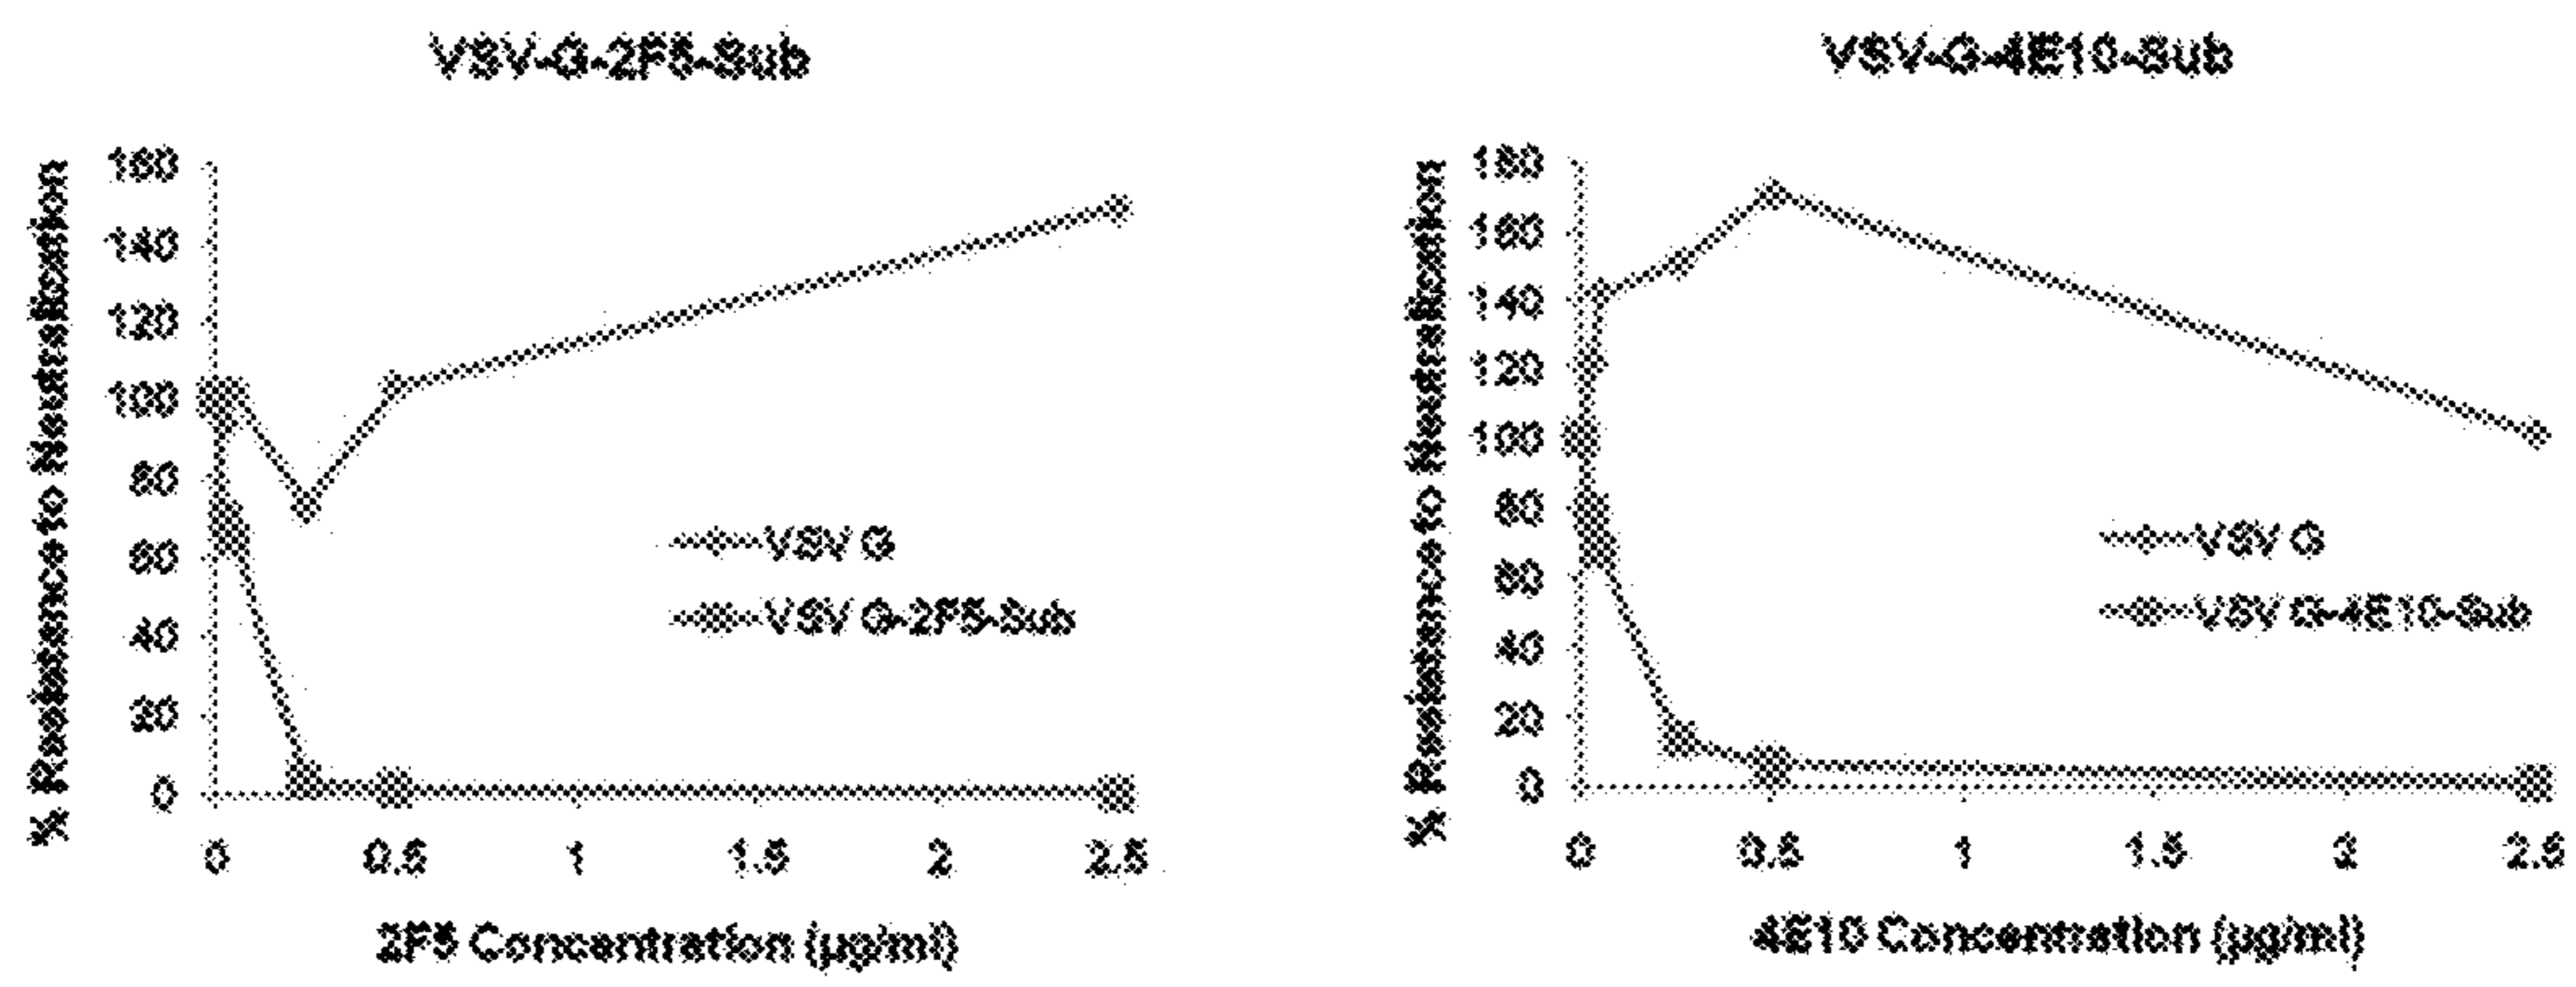 VSV-G-2F5-Sub
% Resistance to Neutralization
160
140
120
100
80
60
40
20
0
0 0.5 1 1.5 2 2.5
2F5 Concentration (µg/ml)
VSV G
VSV G-2F5-Sub
VSV-G-4E10-Sub
% Resistance to Neutralization
180
160
140
120
100
80
60
40
20
0
0 0.5 1 1.5 2 2.5
4E10 Concentration (µg/ml)
VSV G
VSV G-4E10-Sub